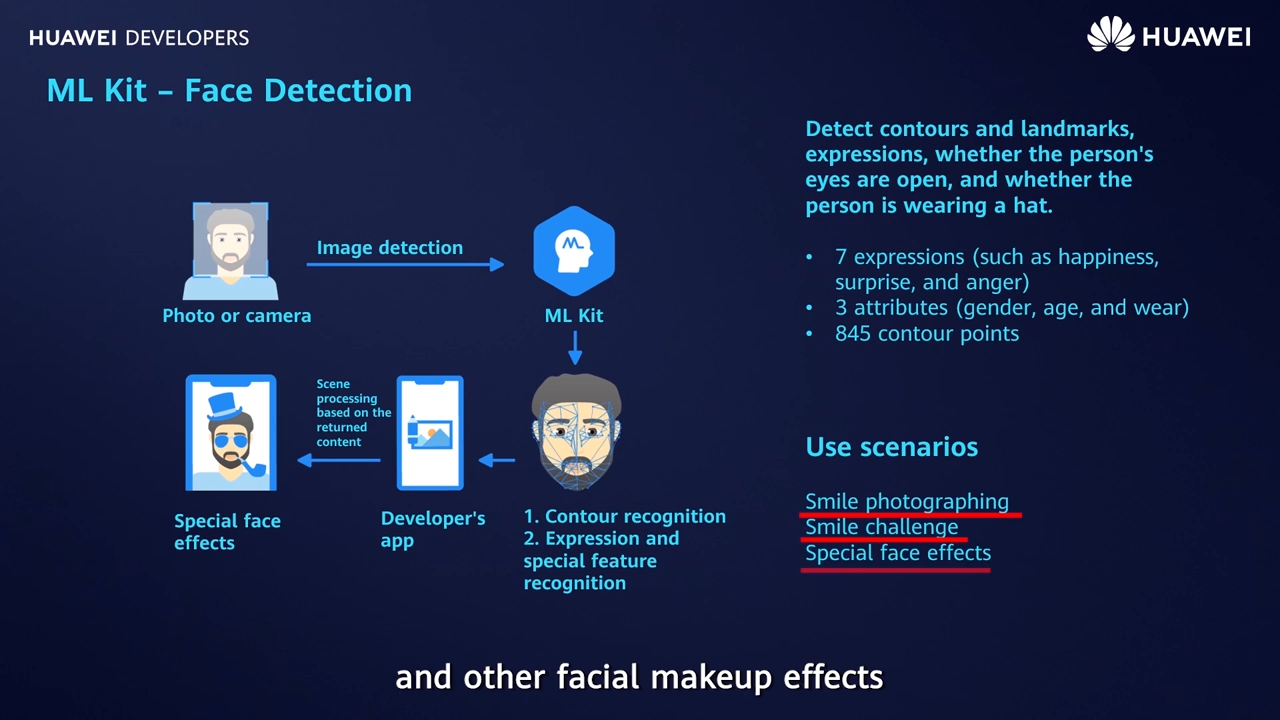 HUAWEI DEVELOPERS
HUAWEI
ML Kit – Face Detection
Image detection
Photo or camera
ML Kit
Scene
processing
based on the
returned
content
Special face
effects
Developer's
app
1. Contour recognition
2. Expression and
special feature
recognition
Detect contours and landmarks,
expressions, whether the person's
eyes are open, and whether the
person is wearing a hat.
• 7 expressions (such as happiness,
surprise, and anger)
• 3 attributes (gender, age, and wear)
• 845 contour points
Use scenarios
Smile photographing
Smile challenge
Special face effects
and other facial makeup effects